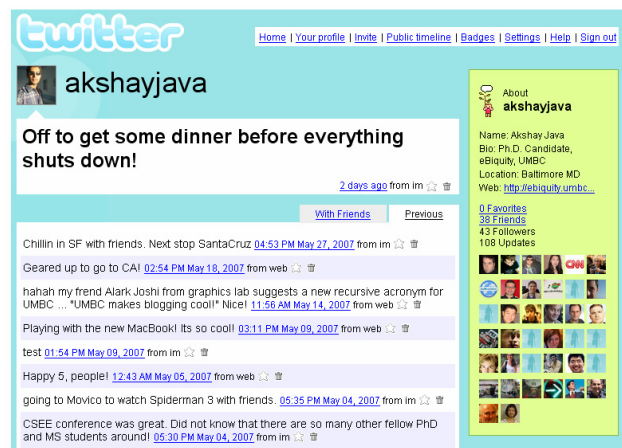 twitter
Home | Your profile | Invite | Public timeline | Badges | Settings | Help | Sign out
akshayjava
Off to get some dinner before everything
shuts down!
2 days ago from im
With Friends
Previous
Chillin in SF with friends. Next stop SantaCruz 04:53 PM May 27, 2007 from im
Geared up to go to CA! 02:54 PM May 18, 2007 from web
hahah my frend Alark Joshi from graphics lab suggests a new recursive acronym for
UMBC ... "UMBC makes blogging cool!" Nice! 11:56 AM May 14, 2007 from web
Playing with the new MacBook! Its so cool! 03:11 PM May 09, 2007 from web
test 01:54 PM May 09, 2007 from im
Happy 5, people! 12:43 AM May 05, 2007 from web
going to Movico to watch Spiderman 3 with friends. 05:35 PM May 04, 2007 from im
CSEE conference was great. Did not know that there are so many other fellow PhD
and MS students around! 05:30 PM May 04, 2007 from im
About
akshayjava
Name: Akshay Java
Bio: Ph.D. Candidate,
eBiquity, UMBC
Location: Baltimore MD
Web: http://ebiquity.umbc...
0 Favorites
38 Friends
43 Followers
108 Updates
CNN